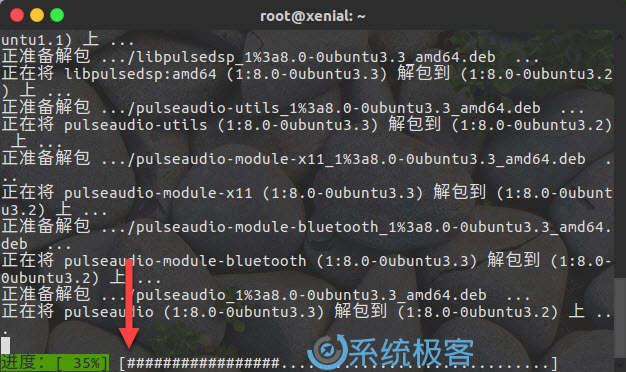 root@xenial: ~
untu1.1) 上 ...
正准备解包 .../libpulsedsp_1%3a8.0-0ubuntu3.3_amd64.deb  ...
正在将 libpulsedsp:amd64 (1:8.0-0ubuntu3.3) 解包到 (1:8.0-0ubuntu3.2
) 上 ...
正准备解包 .../pulseaudio-utils_1%3a8.0-0ubuntu3.3_amd64.deb  ...
正在将 pulseaudio-utils (1:8.0-0ubuntu3.3) 解包到 (1:8.0-0ubuntu3.2)
 上 ...
正准备解包 .../pulseaudio-module-x11_1%3a8.0-0ubuntu3.3_amd64.deb  .
..
正在将 pulseaudio-module-x11 (1:8.0-0ubuntu3.3) 解包到 (1:8.0-0ubunt
u3.2) 上 ...
正准备解包 .../pulseaudio-module-bluetooth_1%3a8.0-0ubuntu3.3_amd64.
deb  ...
正在将 pulseaudio-module-bluetooth (1:8.0-0ubuntu3.3) 解包到 (1:8.0-
0ubuntu3.2) 上 ...
正准备解包 .../pulseaudio_1%3a8.0-0ubuntu3.3_amd64.deb  ...
正在将 pulseaudio (1:8.0-0ubuntu3.3) 解包到 (1:8.0-0ubuntu3.2) 上 ..
.
进度：[ 35%] [#################..............................]
系统极客